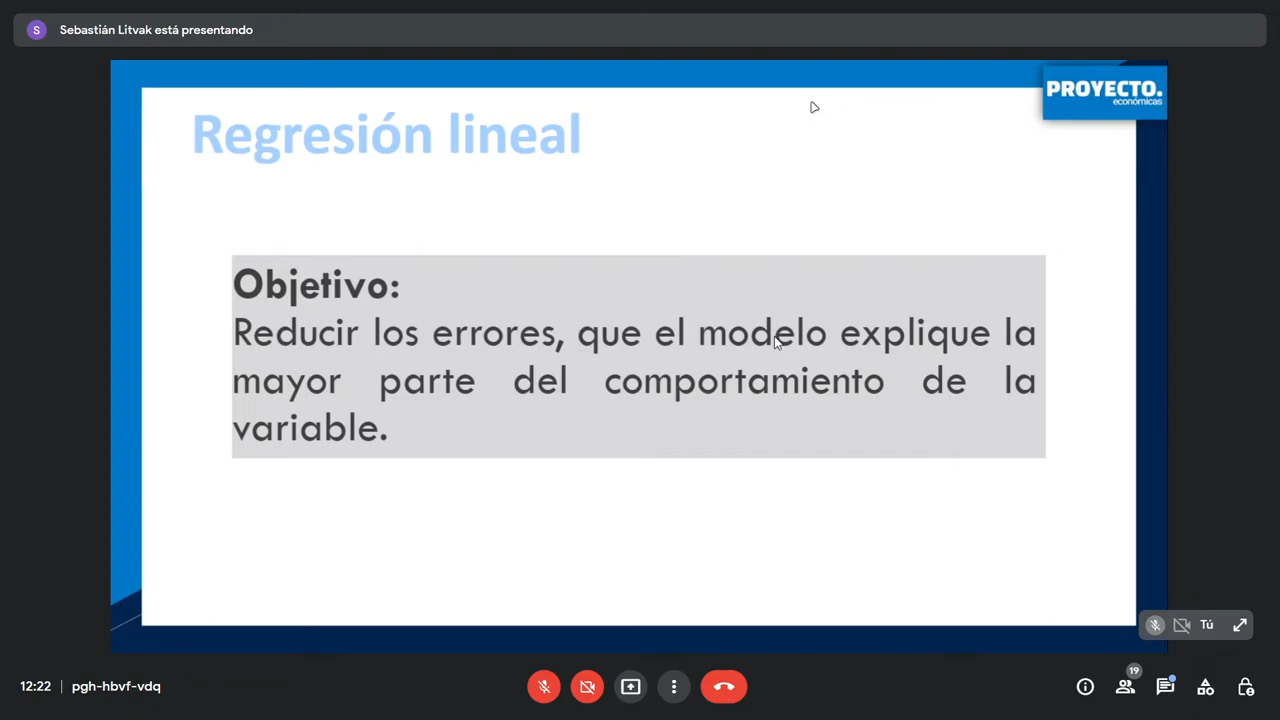 S
Sebastián Litvak está presentando
PROYECTO.
económicas
Regresión lineal
Objetivo:
Reducir los errores, que el modelo explique la
mayor parte del comportamiento de la
variable.
Tú
12:22 | pgh-hbvf-vdq
19